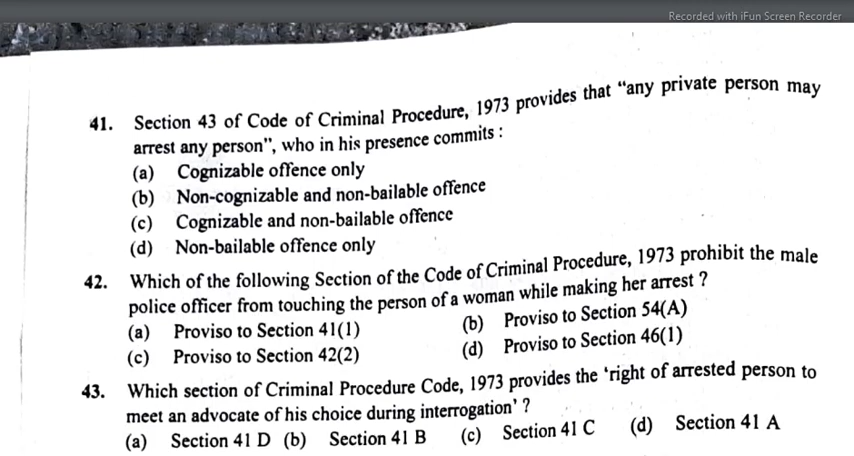 Recorded with iFun Screen Recorder
41. Section 43 of Code of Criminal Procedure, 1973 provides that “any private person may
arrest any person”, who in his presence commits :
(a) Cognizable offence only
(b) Non-cognizable and non-bailable offence
(c) Cognizable and non-bailable offence
(d) Non-bailable offence only
42. Which of the following Section of the Code of Criminal Procedure, 1973 prohibit the male
police officer from touching the person of a woman while making her arrest ?
(a) Proviso to Section 41(1) (b) Proviso to Section 54(A)
(c) Proviso to Section 42(2) (d) Proviso to Section 46(1)
43. Which section of Criminal Procedure Code, 1973 provides the ‘right of arrested person to
meet an advocate of his choice during interrogation’ ?
(a) Section 41 D (b) Section 41 B (c) Section 41 C (d) Section 41 A